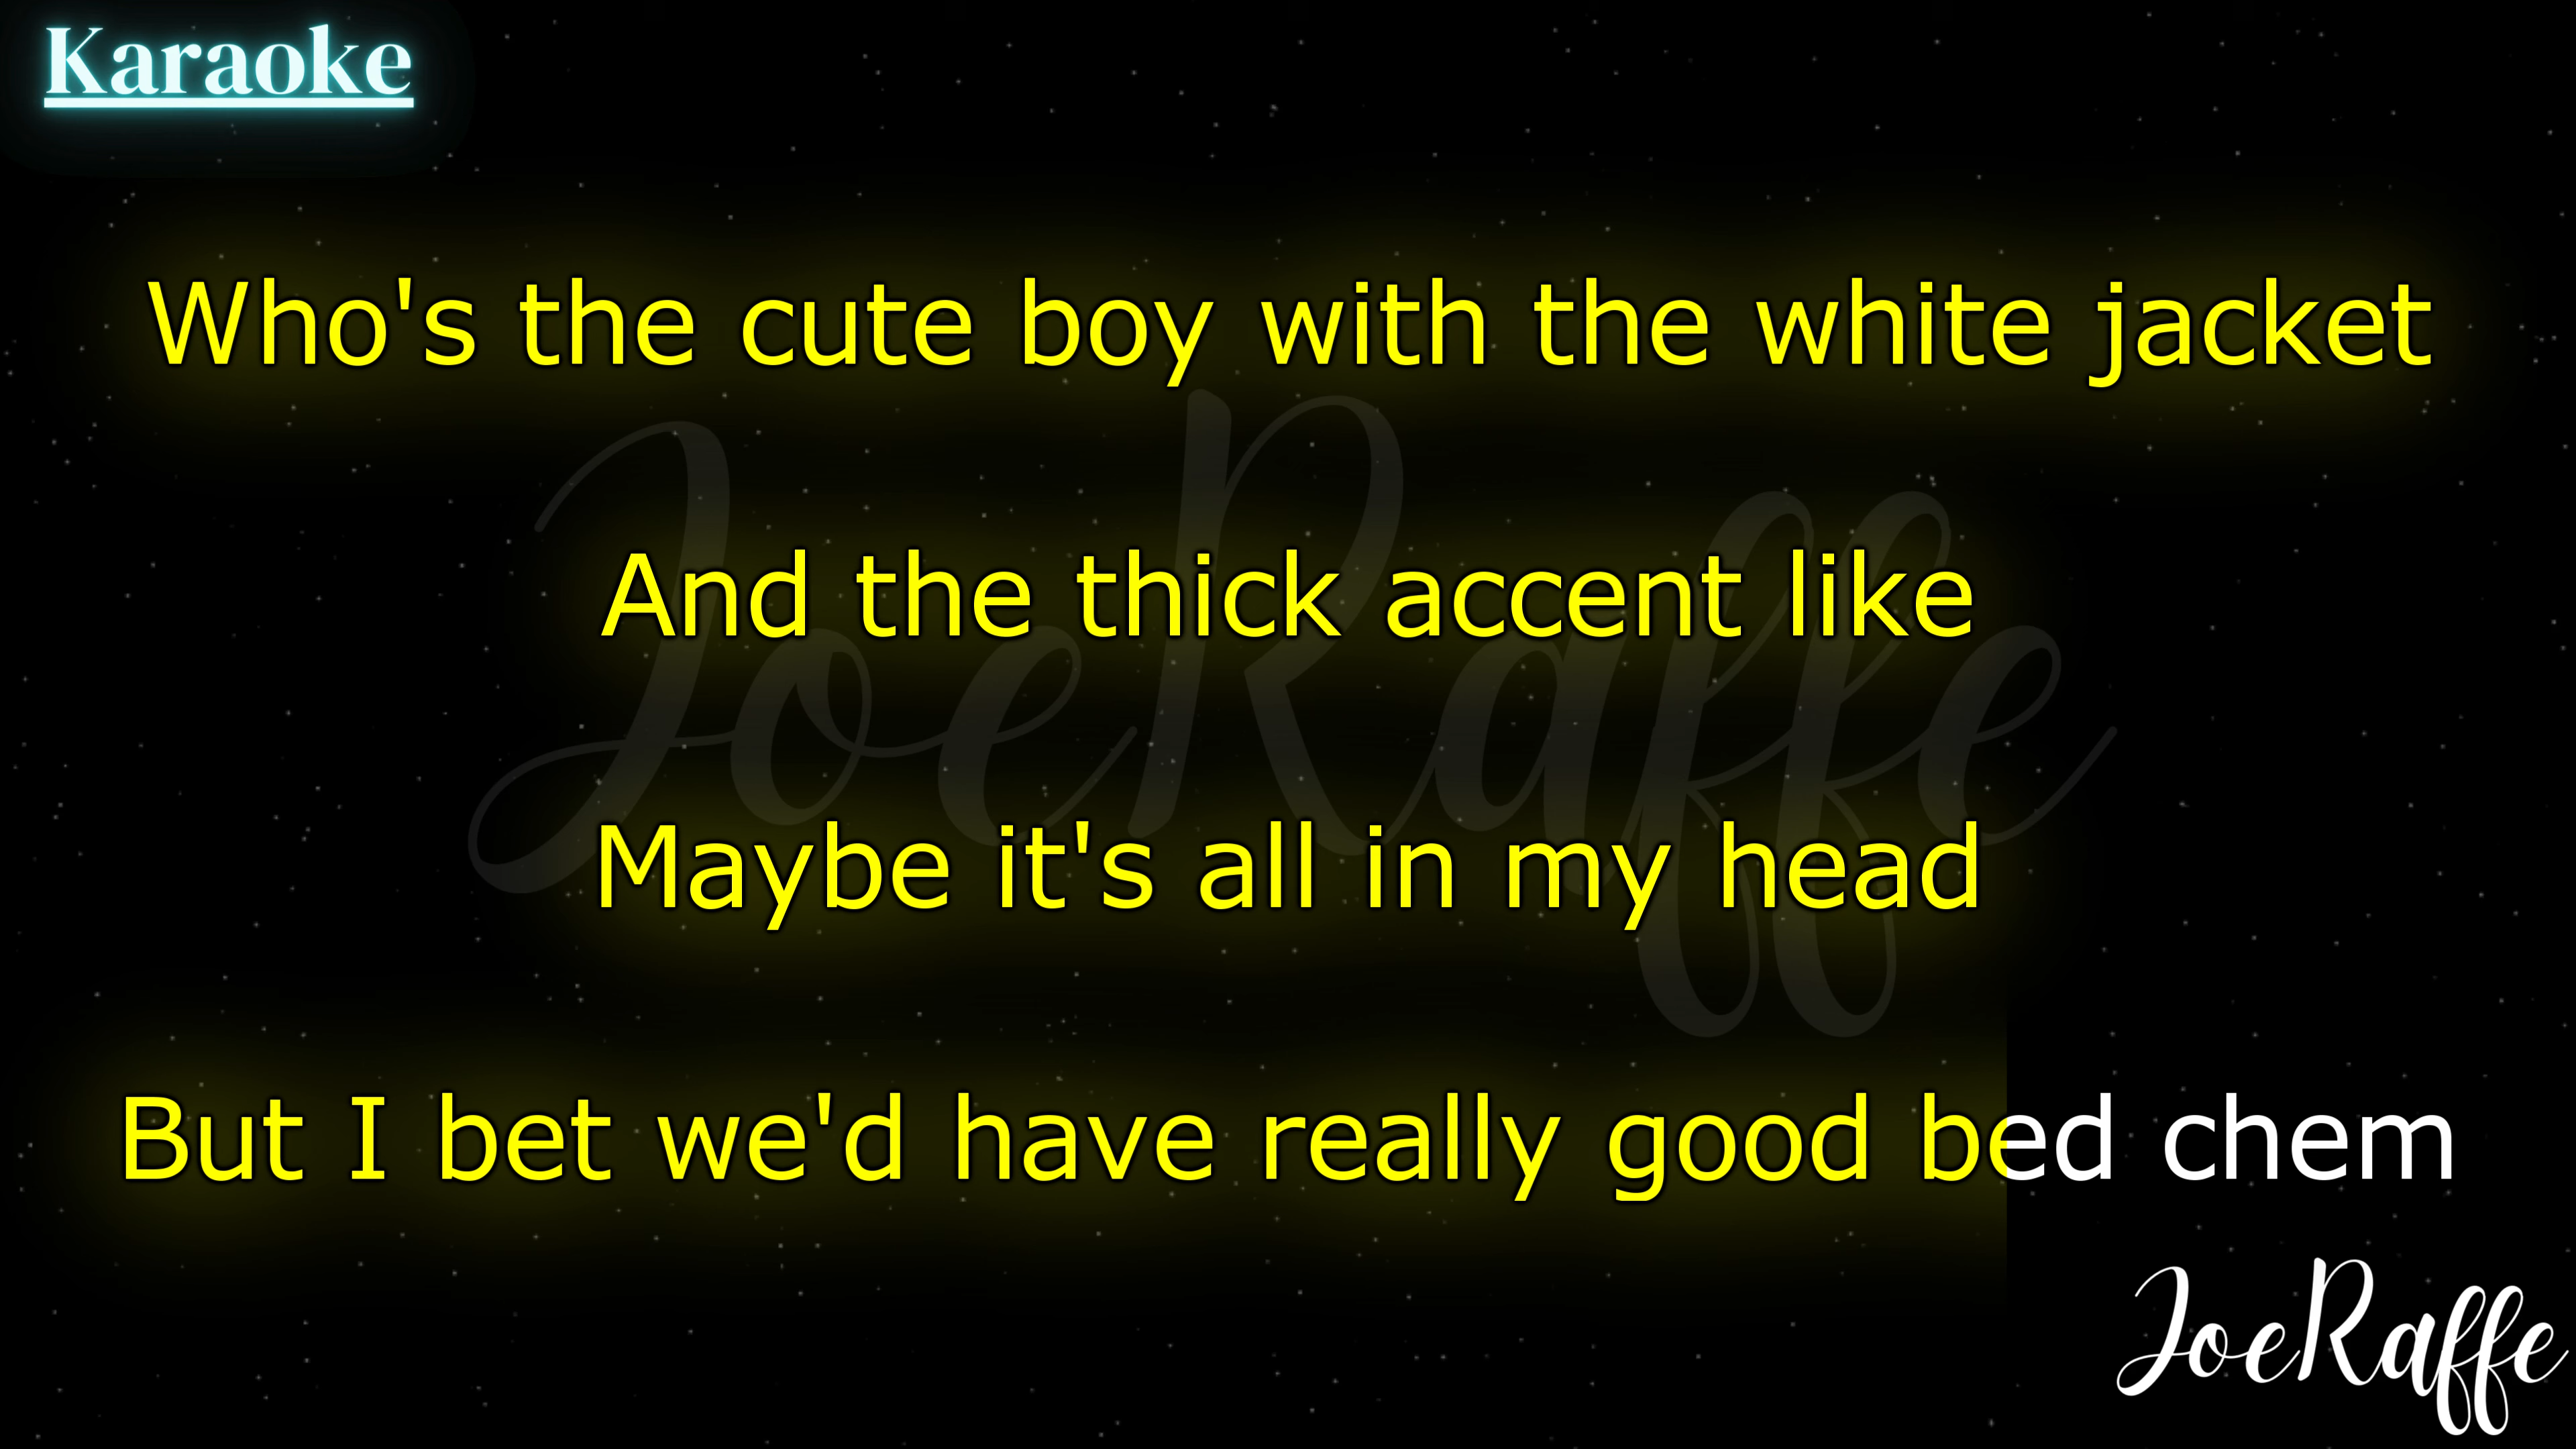 Karaoke
Who's the cute boy with the white jacket
And the thick accent like
Maybe it's all in my head
But I bet we'd have really good bed chem
JoeRaffe
JoeRaffe